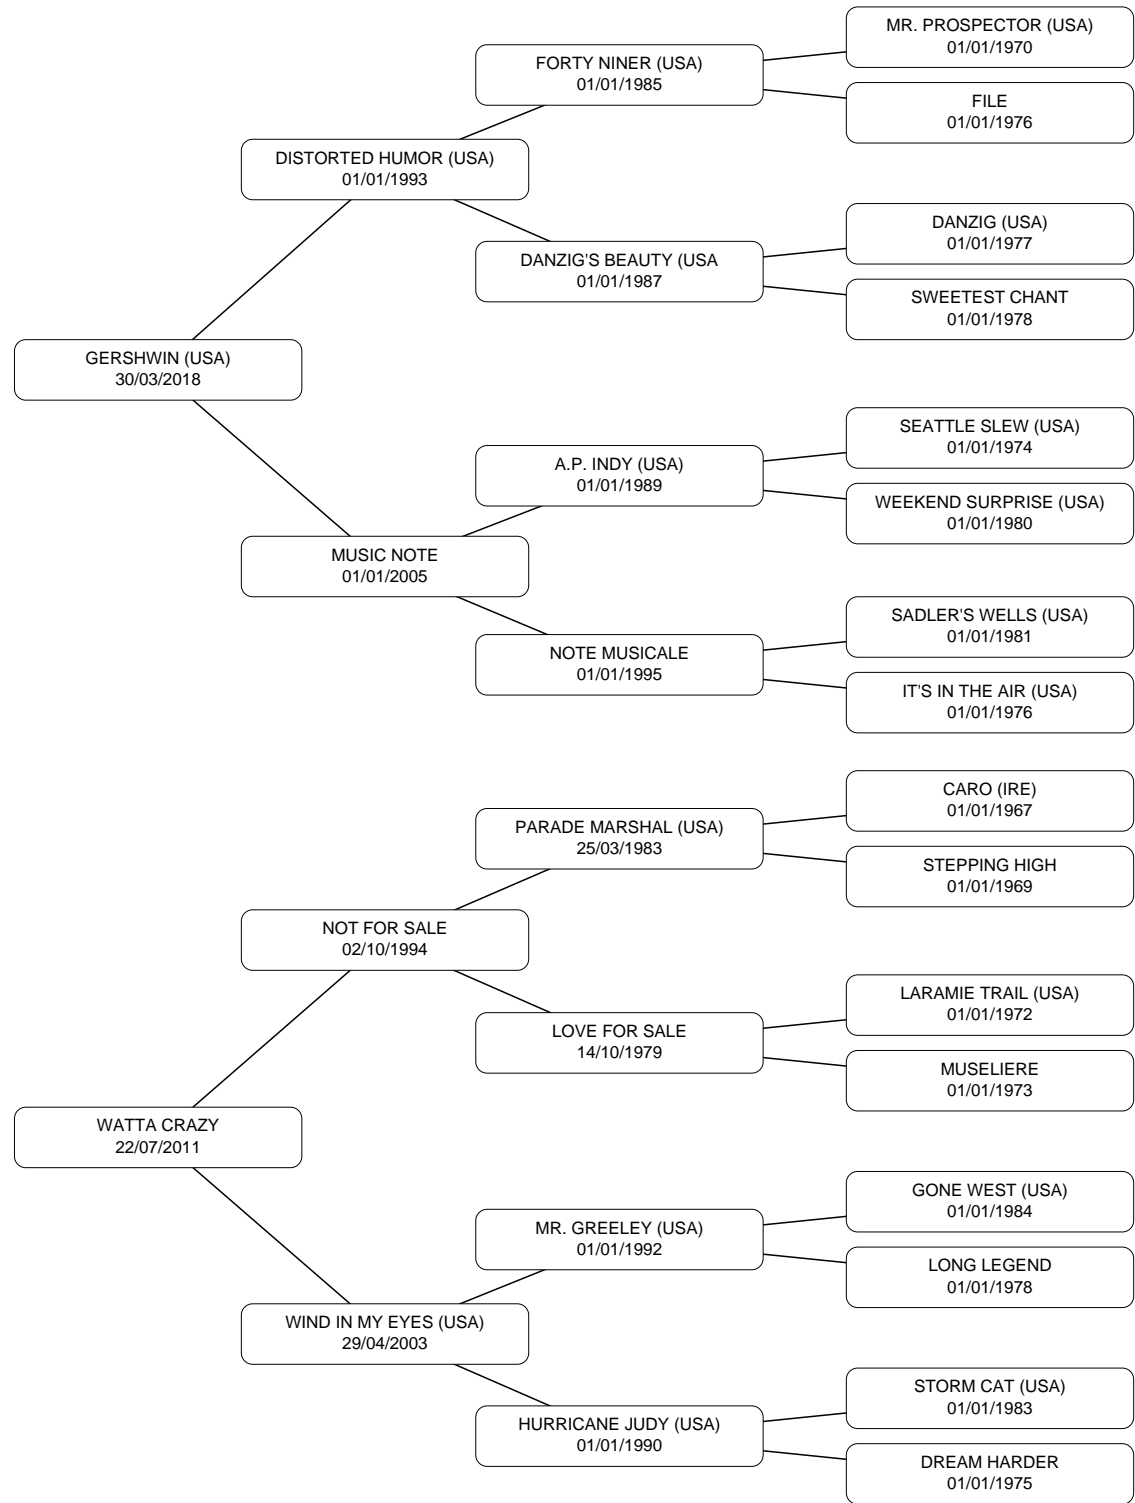 MR. PROSPECTOR (USA)
01/01/1970
FORTY NINER (USA)
01/01/1985
FILE
01/01/1976
DISTORTED HUMOR (USA)
01/01/1993
DANZIG (USA)
01/01/1977
DANZIG'S BEAUTY (USA
01/01/1987
SWEETEST CHANT
01/01/1978
GERSHWIN (USA)
30/03/2018
SEATTLE SLEW (USA)
01/01/1974
A.P. INDY (USA)
01/01/1989
WEEKEND SURPRISE (USA)
01/01/1980
MUSIC NOTE
01/01/2005
SADLER'S WELLS (USA)
01/01/1981
NOTE MUSICALE
01/01/1995
IT'S IN THE AIR (USA)
01/01/1976
CARO (IRE)
01/01/1967
PARADE MARSHAL (USA)
25/03/1983
STEPPING HIGH
01/01/1969
NOT FOR SALE
02/10/1994
LARAMIE TRAIL (USA)
01/01/1972
LOVE FOR SALE
14/10/1979
MUSELIERE
01/01/1973
WATTA CRAZY
22/07/2011
GONE WEST (USA)
01/01/1984
MR. GREELEY (USA)
01/01/1992
LONG LEGEND
01/01/1978
WIND IN MY EYES (USA)
29/04/2003
STORM CAT (USA)
01/01/1983
HURRICANE JUDY (USA)
01/01/1990
DREAM HARDER
01/01/1975